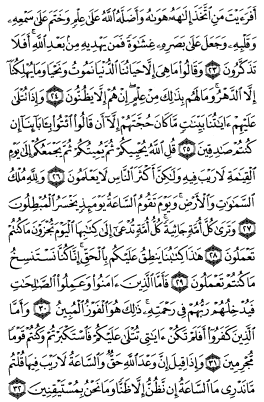 أَفَرَءَيْتَ مَنِ ٱتَّخَذَ إِلَٰهَهُۥ هَوَىٰهُ وَأَضَلَّهُ ٱللَّهُ عَلَىٰ عِلْمٍ وَخَتَمَ عَلَىٰ سَمْعِهِۦ
وَقَلْبِهِۦ وَجَعَلَ عَلَىٰ بَصَرِهِۦ غِشَٰوَةً فَمَن يَهْدِيهِ مِنۢ بَعْدِ ٱللَّهِ ۚ أَفَلَا
تَذَكَّرُونَ ٢٣ وَقَالُوا۟ مَا هِىَ إِلَّا حَيَاتُنَا ٱلدُّنْيَا نَمُوتُ وَنَحْيَا وَمَا يُهْلِكُنَآ
إِلَّا ٱلدَّهْرُ ۚ وَمَا لَهُم بِذَٰلِكَ مِنْ عِلْمٍ ۖ إِنْ هُمْ إِلَّا يَظُنُّونَ ٢٤ وَإِذَا تُتْلَىٰ
عَلَيْهِمْ ءَايَٰتُنَا بَيِّنَٰتٍ مَّا كَانَ حُجَّتَهُمْ إِلَّآ أَن قَالُوا۟ ٱئْتُوا۟ بِـَٔابَآئِنَآ إِن
كُنتُمْ صَٰدِقِينَ ٢٥ قُلِ ٱللَّهُ يُحْيِيكُمْ ثُمَّ يُمِيتُكُمْ ثُمَّ يَجْمَعُكُمْ إِلَىٰ يَوْمِ
ٱلْقِيَٰمَةِ لَا رَيْبَ فِيهِ وَلَٰكِنَّ أَكْثَرَ ٱلنَّاسِ لَا يَعْلَمُونَ ٢٦ وَلِلَّهِ مُلْكُ
ٱلسَّمَٰوَٰتِ وَٱلْأَرْضِ ۚ وَيَوْمَ تَقُومُ ٱلسَّاعَةُ يَوْمَئِذٍ يَخْسَرُ ٱلْمُبْطِلُونَ
٢٧ وَتَرَىٰ كُلَّ أُمَّةٍ جَاثِيَةً ۚ كُلُّ أُمَّةٍ تُدْعَىٰٓ إِلَىٰ كِتَٰبِهَا ٱلْيَوْمَ تُجْزَوْنَ مَا كُنتُمْ
تَعْمَلُونَ ٢٨ هَٰذَا كِتَٰبُنَا يَنطِقُ عَلَيْكُم بِٱلْحَقِّ ۚ إِنَّا كُنَّا نَسْتَنسِخُ
مَا كُنتُمْ تَعْمَلُونَ ٢٩ فَأَمَّا ٱلَّذِينَ ءَامَنُوا۟ وَعَمِلُوا۟ ٱلصَّٰلِحَٰتِ
فَيُدْخِلُهُمْ رَبُّهُمْ فِى رَحْمَتِهِۦ ۚ ذَٰلِكَ هُوَ ٱلْفَوْزُ ٱلْمُبِينُ ٣٠ وَأَمَّا
ٱلَّذِينَ كَفَرُوٓا۟ أَفَلَمْ تَكُنْ ءَايَٰتِى تُتْلَىٰ عَلَيْكُمْ فَٱسْتَكْبَرْتُمْ وَكُنتُمْ قَوْمًا
مُّجْرِمِينَ ٣١ وَإِذَا قِيلَ إِنَّ وَعْدَ ٱللَّهِ حَقٌّ وَٱلسَّاعَةُ لَا رَيْبَ فِيهَا قُلْتُم
مَّا نَدْرِى مَا ٱلسَّاعَةُ إِن نَّظُنُّ إِلَّا ظَنًّا وَمَا نَحْنُ بِمُسْتَيْقِنِينَ ٣٢